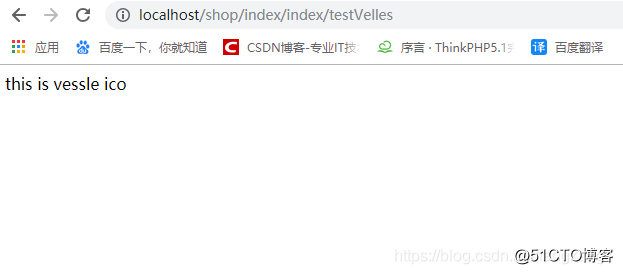 localhost/shop/index/index/testVelles
应用 百度一下，你就知道 CSDN博客-专业IT技 序言 · ThinkPHP5.1 译 百度翻译
this is vessle ico
https://blog.csdn. @51CTO博客